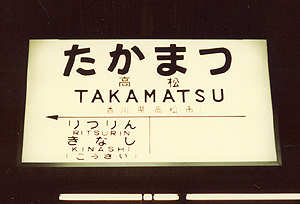 たかまつ
高松
TAKAMATSU
香川県高松市
りつりん
RITSURIN
きなし
KINASHI
(こうさい)